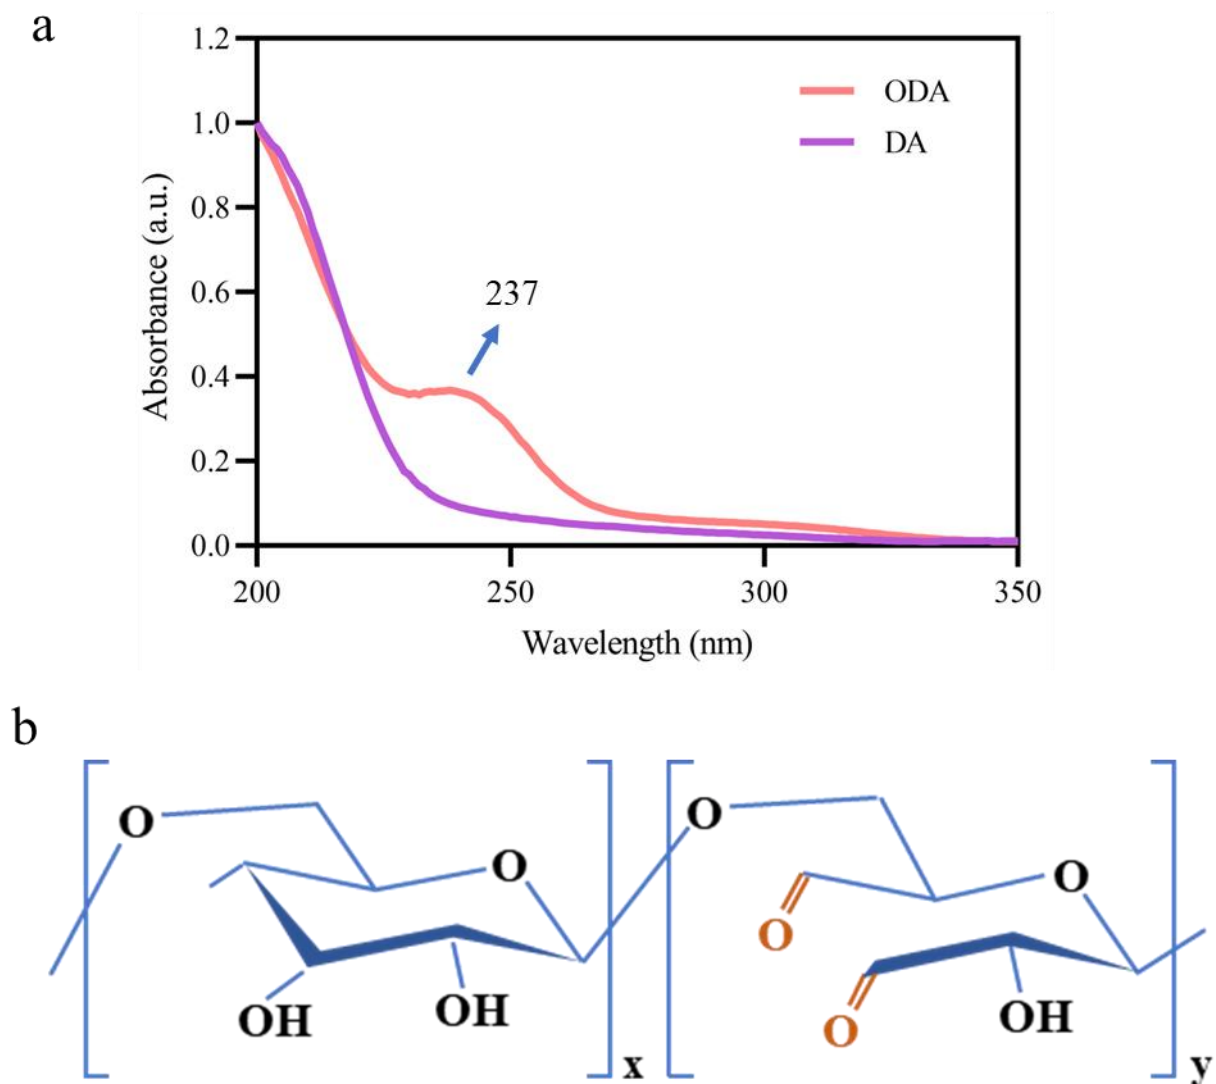 a
1.2
1.0
0.8
0.6
0.4
0.2
0.0
Absorbance (a.u.)
ODA
DA
237
200 250 300 350
Wavelength (nm)
b
O O O O
O
OH OH O OH
x y